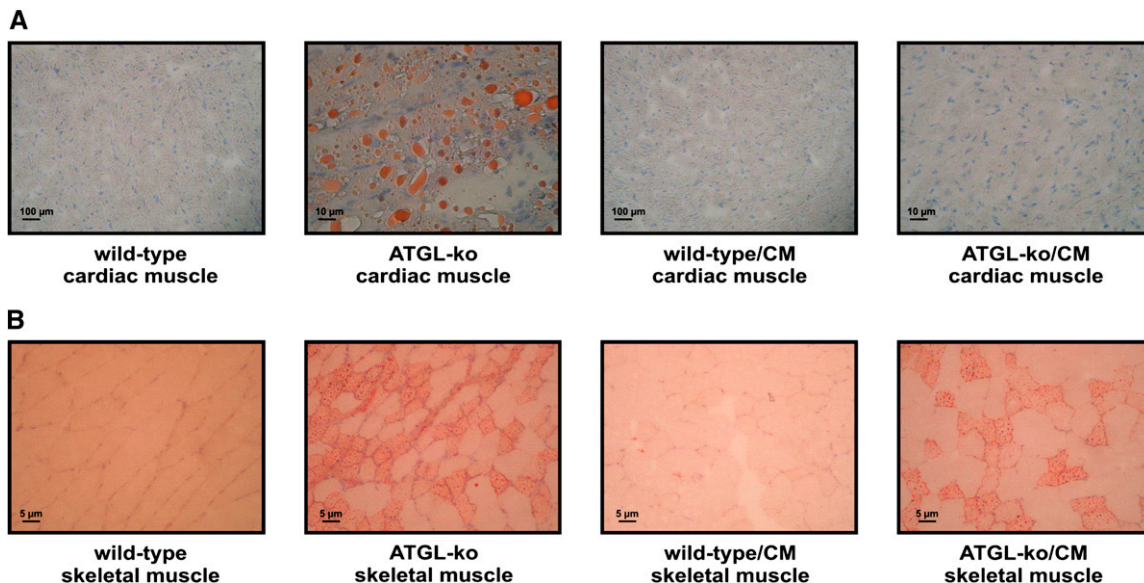 A
100 µm
10 µm
100 µm
10 µm
wild-type
cardiac muscle
ATGL-ko
cardiac muscle
wild-type/CM
cardiac muscle
ATGL-ko/CM
cardiac muscle
B
5 µm
5 µm
5 µm
5 µm
wild-type
skeletal muscle
ATGL-ko
skeletal muscle
wild-type/CM
skeletal muscle
ATGL-ko/CM
skeletal muscle